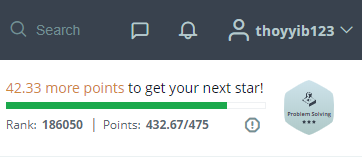 Search
thoyyib123
42.33 more points to get your next star!
Rank: 186050 | Points: 432.67/475
Problem Solving